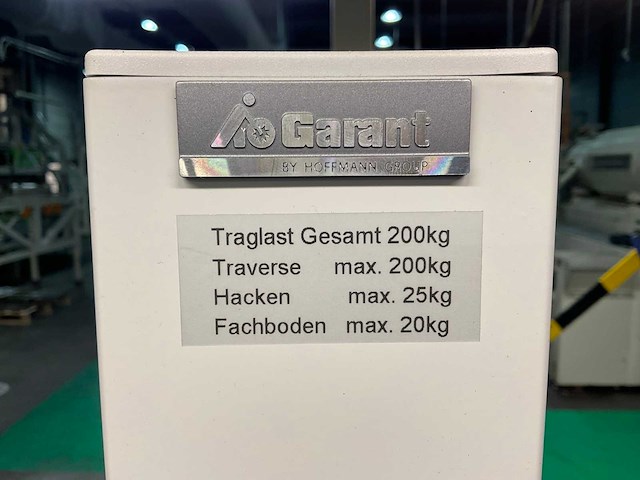 Garant
BY HOFFMANN GROUP
Traglast Gesamt 200kg
Traverse max. 200kg
Hacken max. 25kg
Fachboden max. 20kg